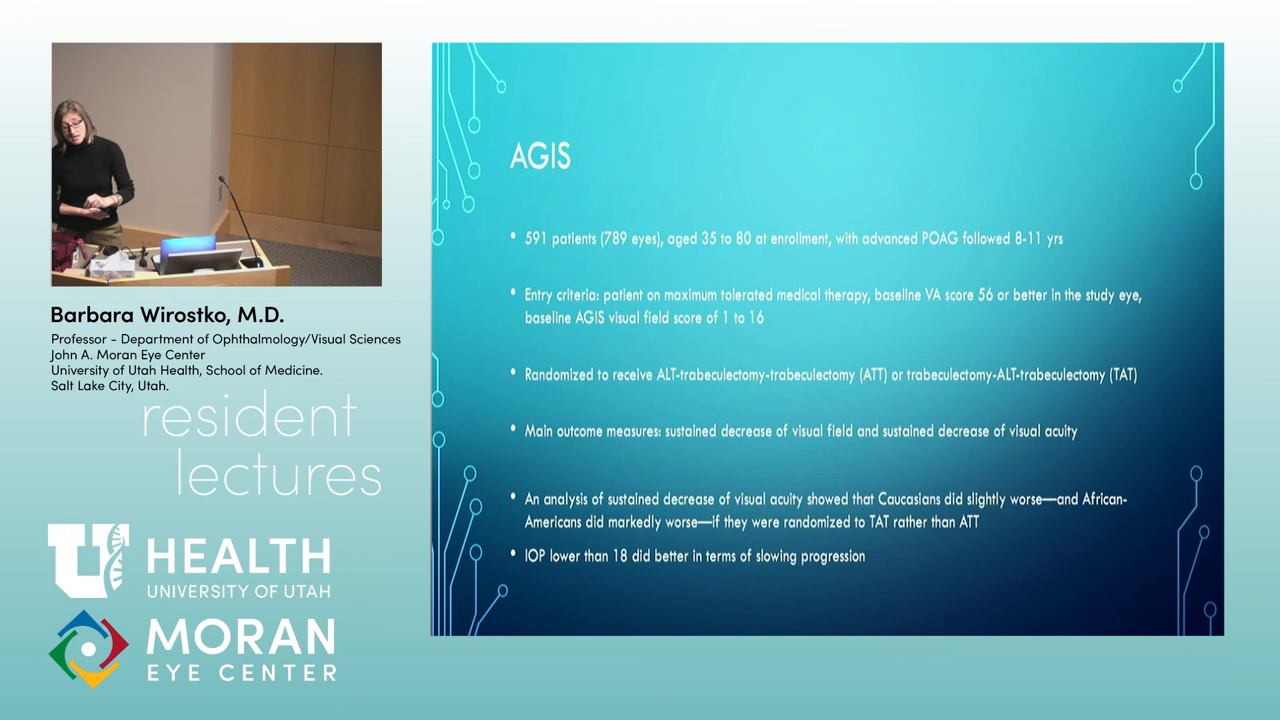 Barbara Wirostko, M.D.
Professor - Department of Ophthalmology/Visual Sciences
John A. Moran Eye Center
University of Utah Health, School of Medicine.
Salt Lake City, Utah.
resident
lectures
U HEALTH
UNIVERSITY OF UTAH
MORAN
EYE CENTER
AGIS
• 591 patients (789 eyes), aged 35 to 80 at enrollment, with advanced POAG followed 8-11 yrs
• Entry criteria: patient on maximum tolerated medical therapy, baseline VA score 56 or better in the study eye,
baseline AGIS visual field score of 1 to 16
• Randomized to receive ALT-trabeculectomy-trabeculectomy (ATT) or trabeculectomy-ALT-trabeculectomy (TAT)
• Main outcome measures: sustained decrease of visual field and sustained decrease of visual acuity
• An analysis of sustained decrease of visual acuity showed that Caucasians did slightly worse—and African-
Americans did markedly worse—if they were randomized to TAT rather than ATT
• IOP lower than 18 did better in terms of slowing progression